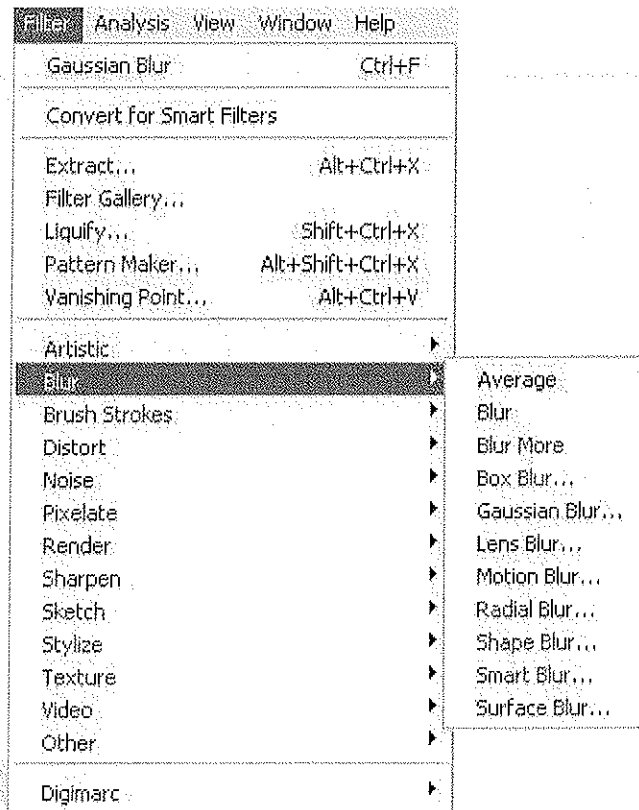 Filter Analysis View Window Help
Gaussian Blur Ctrl+F
Convert for Smart Filters
Extract... Alt+Ctrl+X
Filter Gallery...
Liquify... Shift+Ctrl+X
Pattern Maker... Alt+Shift+Ctrl+X
Vanishing Point... Alt+Ctrl+V
Artistic
Blur
Brush Strokes
Distort
Noise
Pixelate
Render
Sharpen
Sketch
Stylize
Texture
Video
Other
Digimarc
Average
Blur
Blur More
Box Blur...
Gaussian Blur...
Lens Blur...
Motion Blur...
Radial Blur...
Shape Blur...
Smart Blur...
Surface Blur...